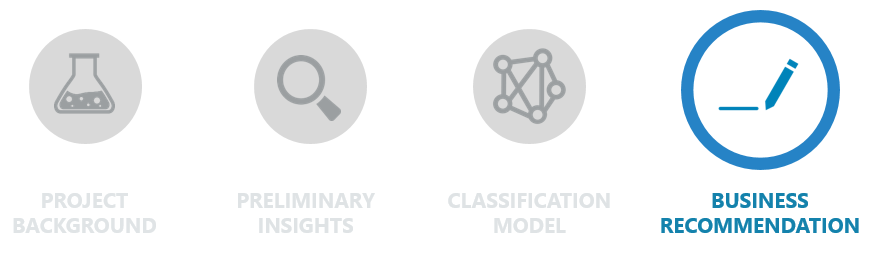 PROJECT
BACKGROUND
PRELIMINARY
INSIGHTS
CLASSIFICATION
MODEL
BUSINESS
RECOMMENDATION